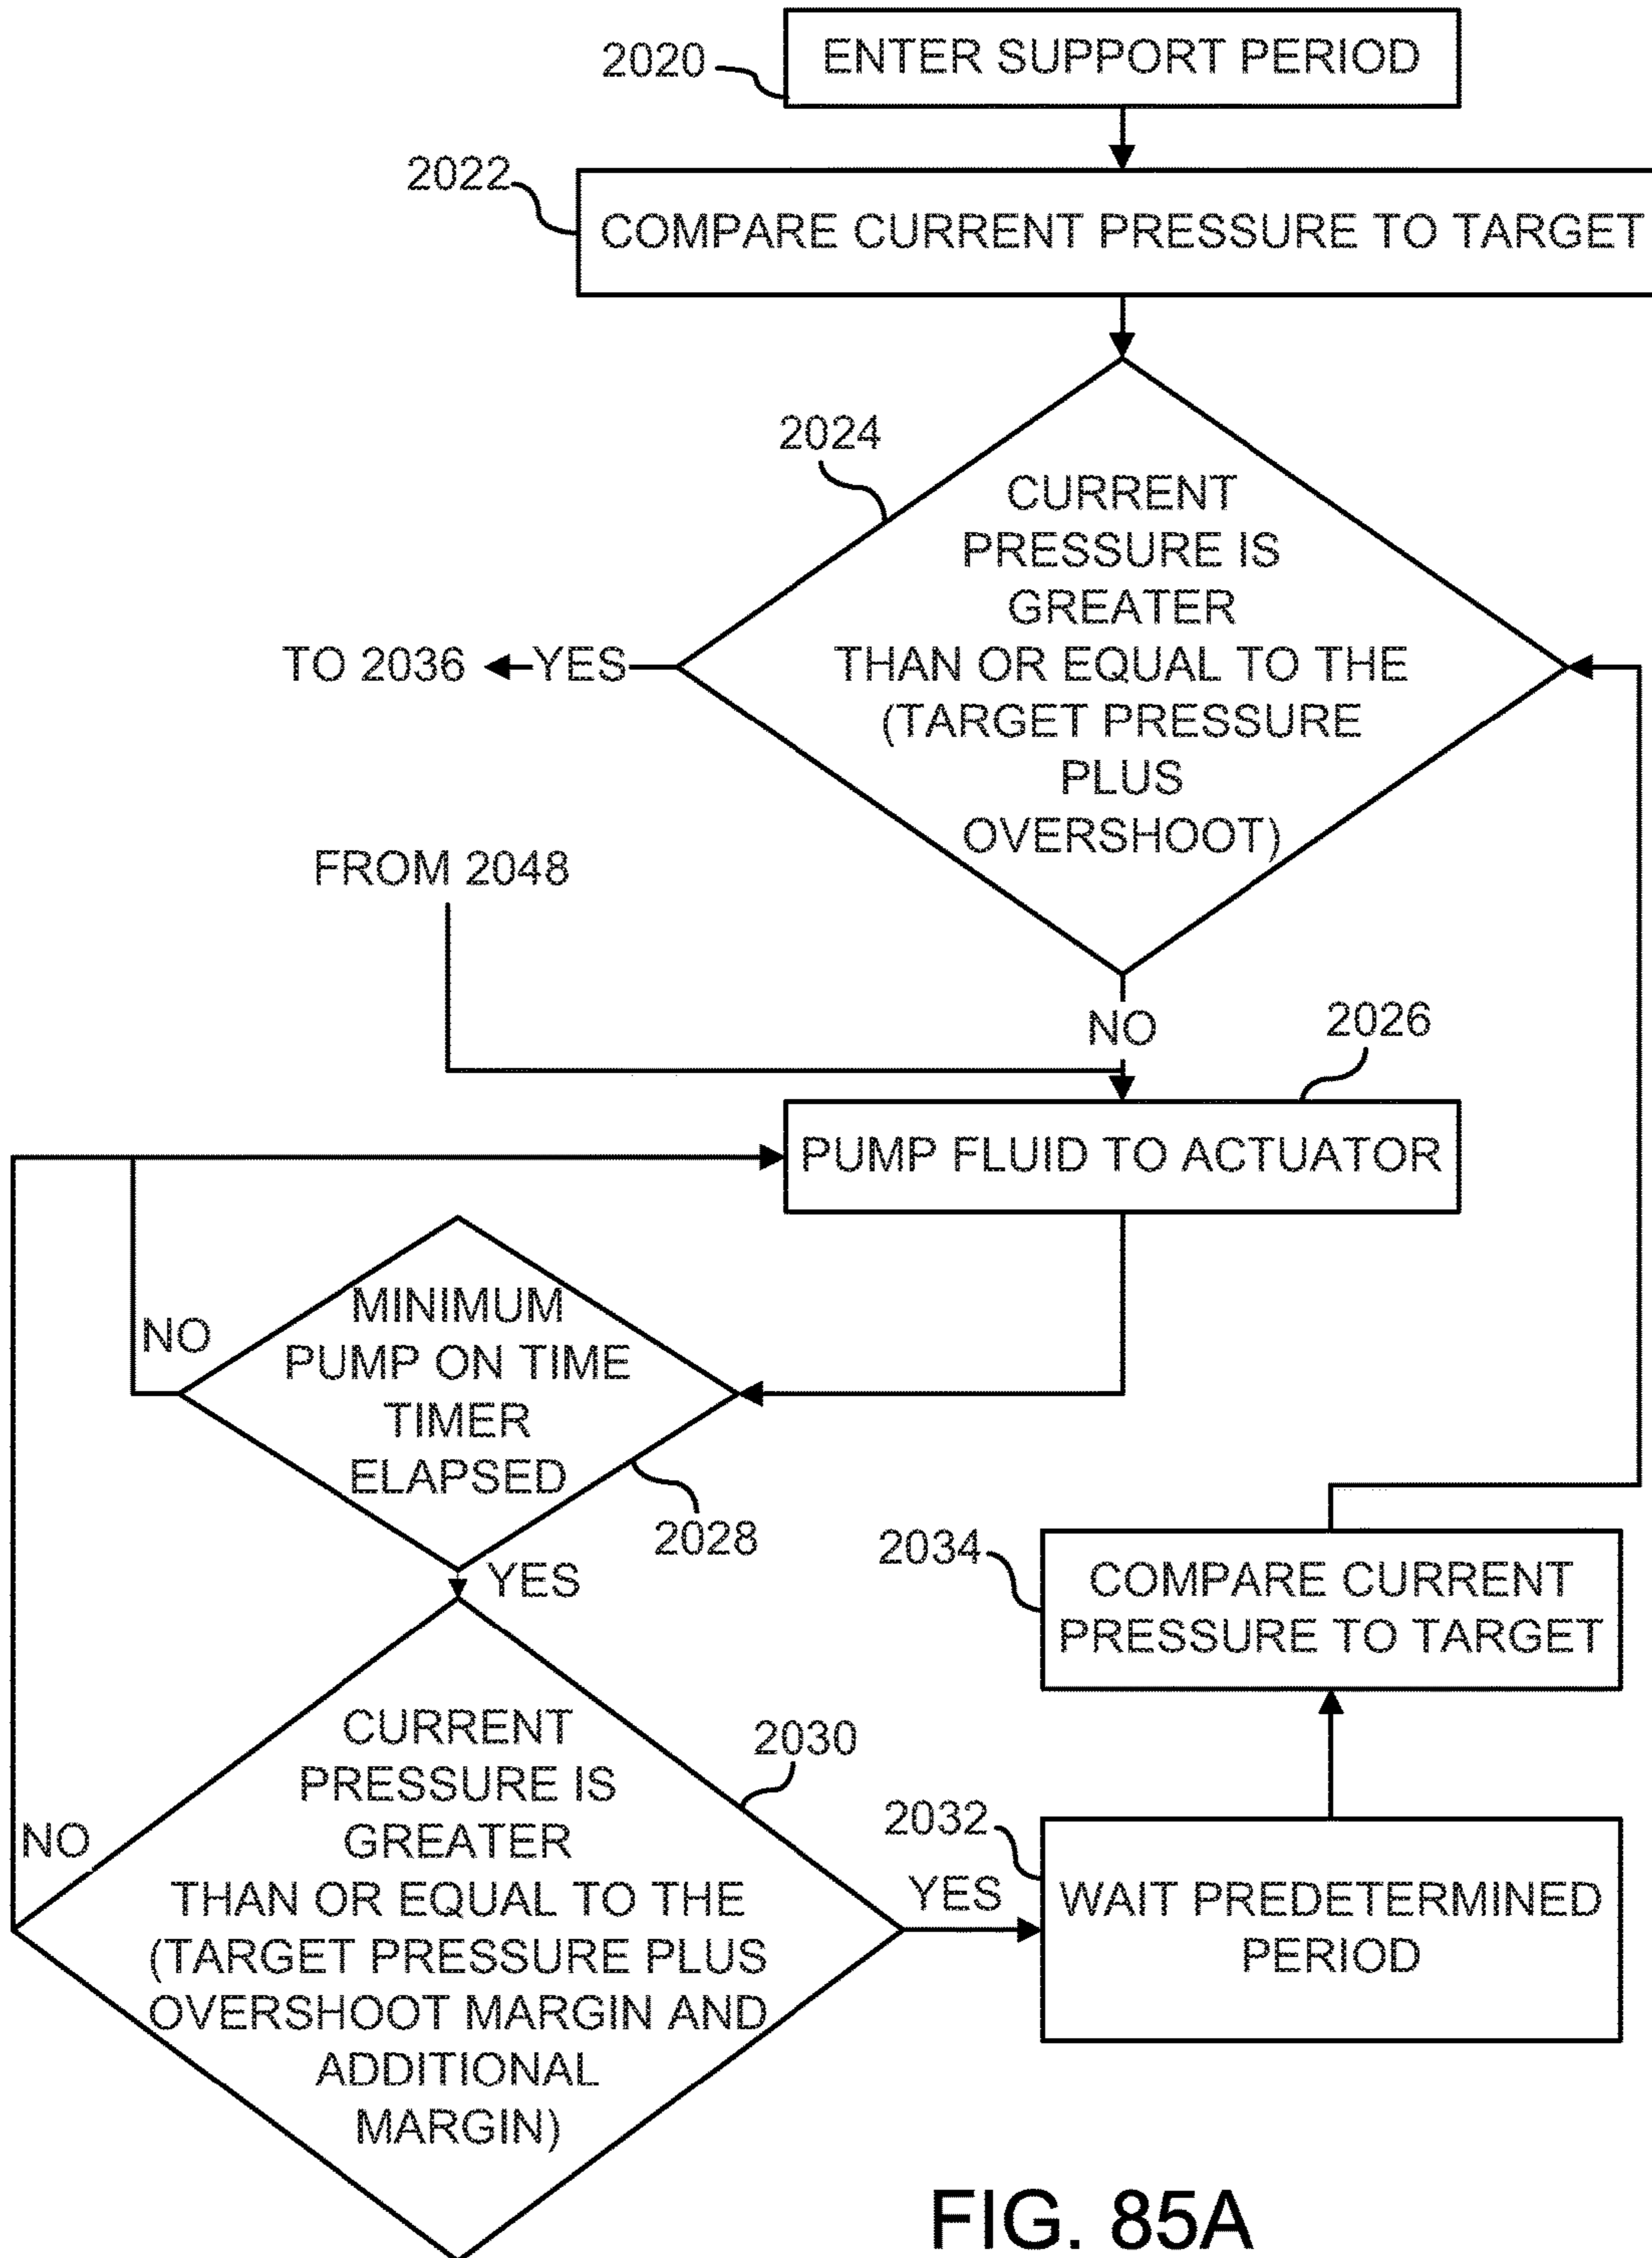 2020
ENTER SUPPORT PERIOD
2022
COMPARE CURRENT PRESSURE TO TARGET
2024
CURRENT
PRESSURE IS
GREATER
THAN OR EQUAL TO THE
(TARGET PRESSURE
PLUS
OVERSHOOT)
TO 2036
YES
FROM 2048
NO
2026
PUMP FLUID TO ACTUATOR
MINIMUM
PUMP ON TIME
TIMER
ELAPSED
NO
2028
YES
2034
COMPARE CURRENT
PRESSURE TO TARGET
CURRENT
PRESSURE IS
GREATER
THAN OR EQUAL TO THE
(TARGET PRESSURE PLUS
OVERSHOOT MARGIN AND
ADDITIONAL
MARGIN)
2030
NO
YES
2032
WAIT PREDETERMINED
PERIOD
FIG. 85A